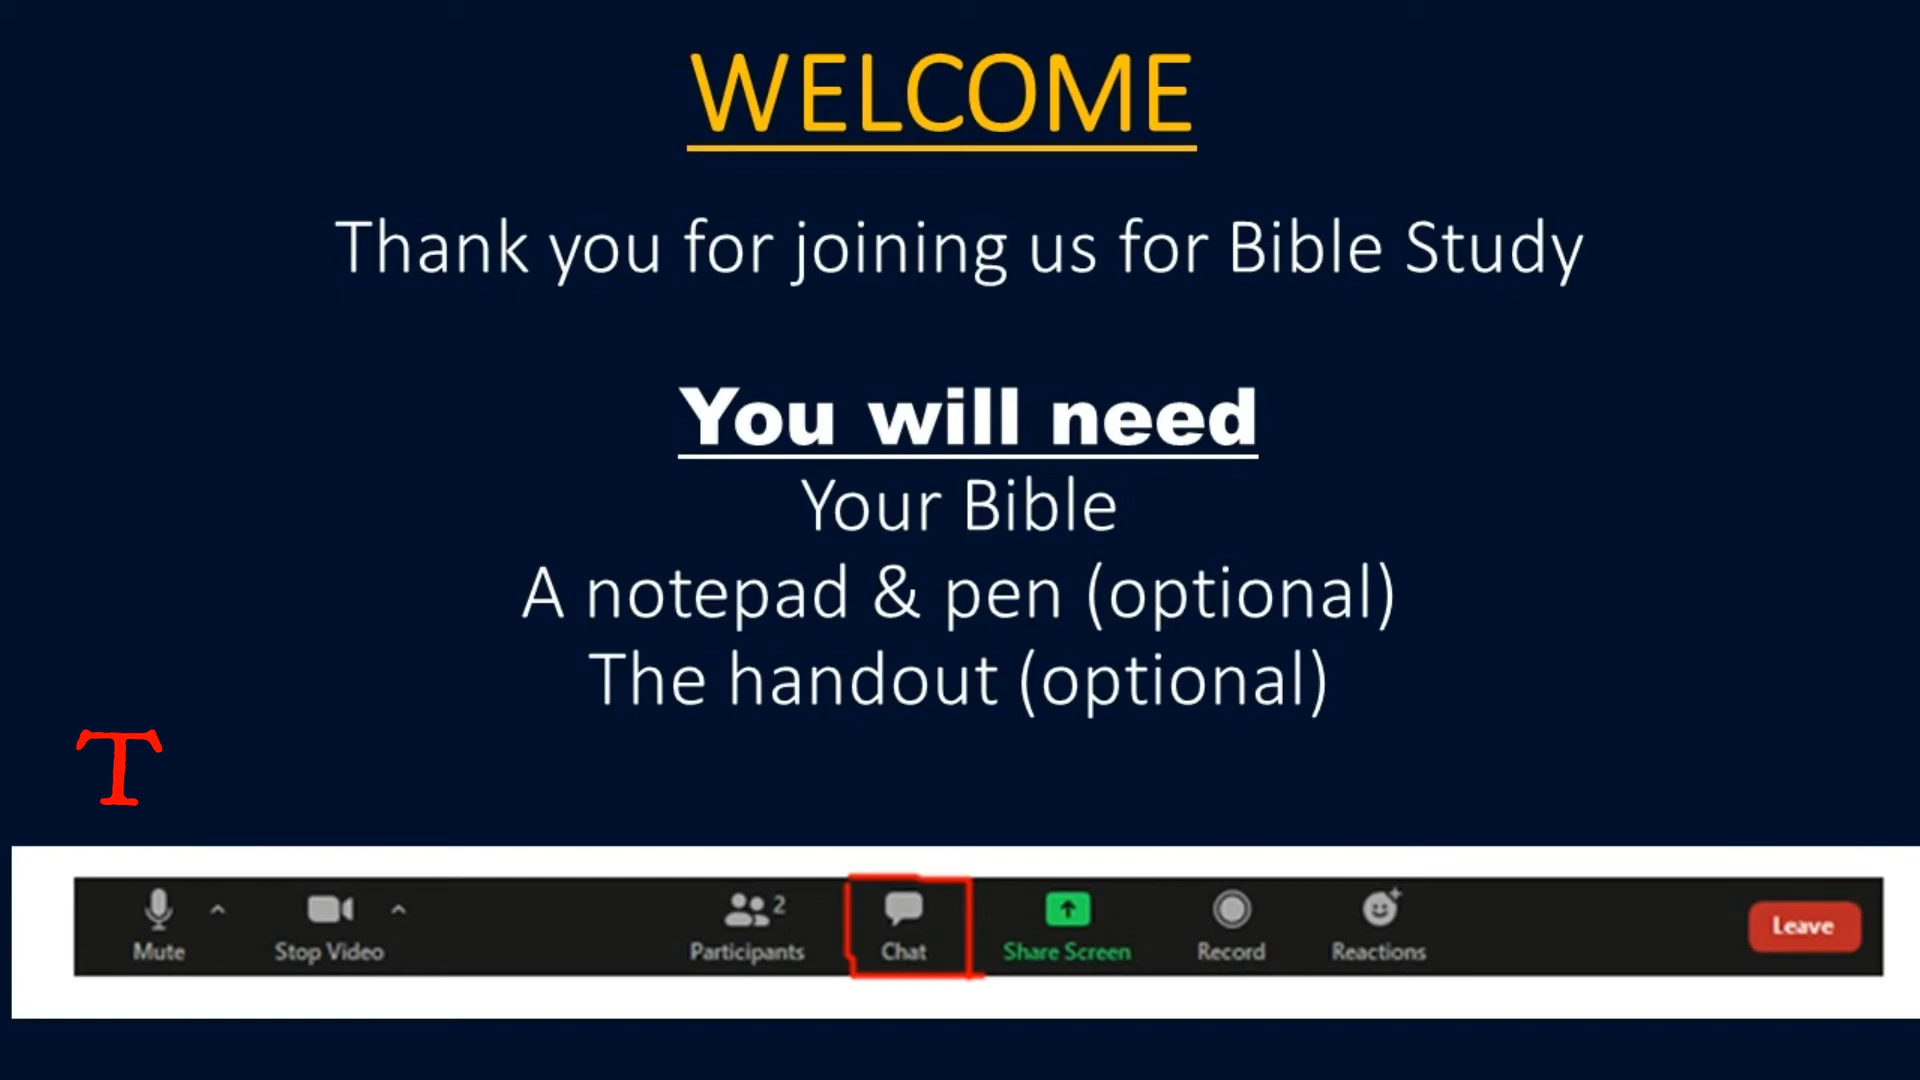 WELCOME
Thank you for joining us for Bible Study
You will need
Your Bible
A notepad & pen (optional)
The handout (optional)
T
Mute
Stop Video
Participants 2
Chat
Share Screen
Record
Reactions
Leave